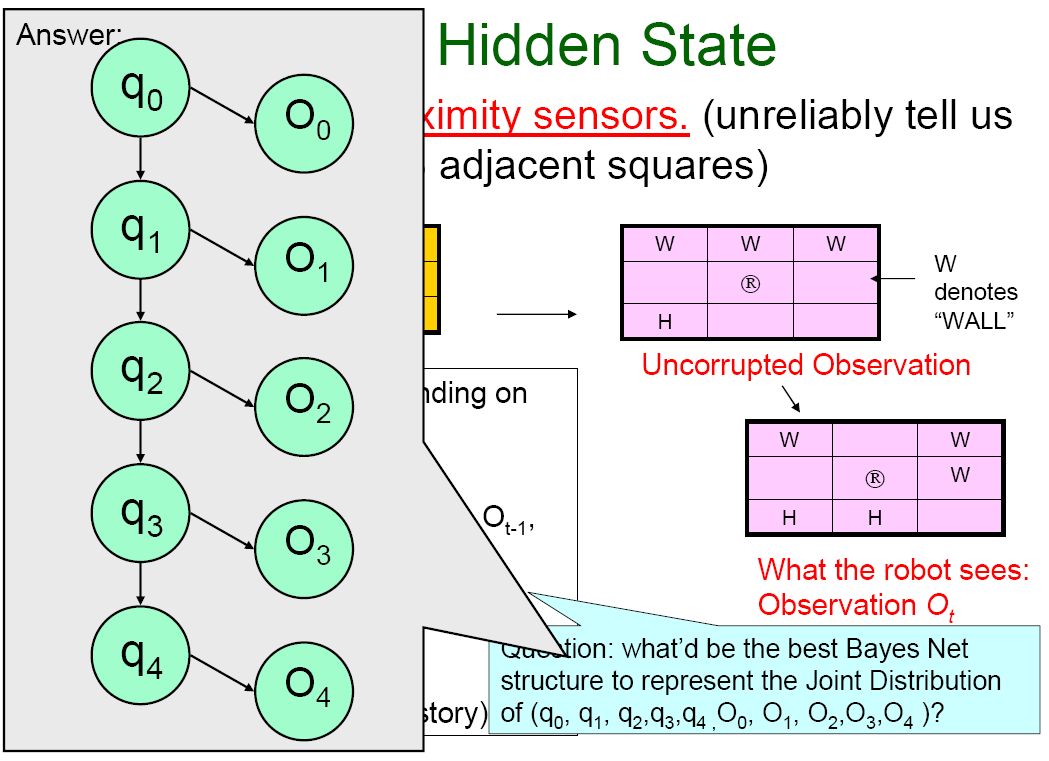 Answer:
Hidden State
ximity sensors. (unreliably tell us
adjacent squares)
q0
O0
q1
O1
q2
O2
q3
O3
q4
O4
W W W
®
H
W
denotes
“WALL”
Uncorrupted Observation
nding on
W W
® W
H H
Ot-1,
What the robot sees:
Observation Ot
Question: what’d be the best Bayes Net
structure to represent the Joint Distribution
of (q0, q1, q2,q3,q4 ,O0, O1, O2,O3,O4 )?
story)